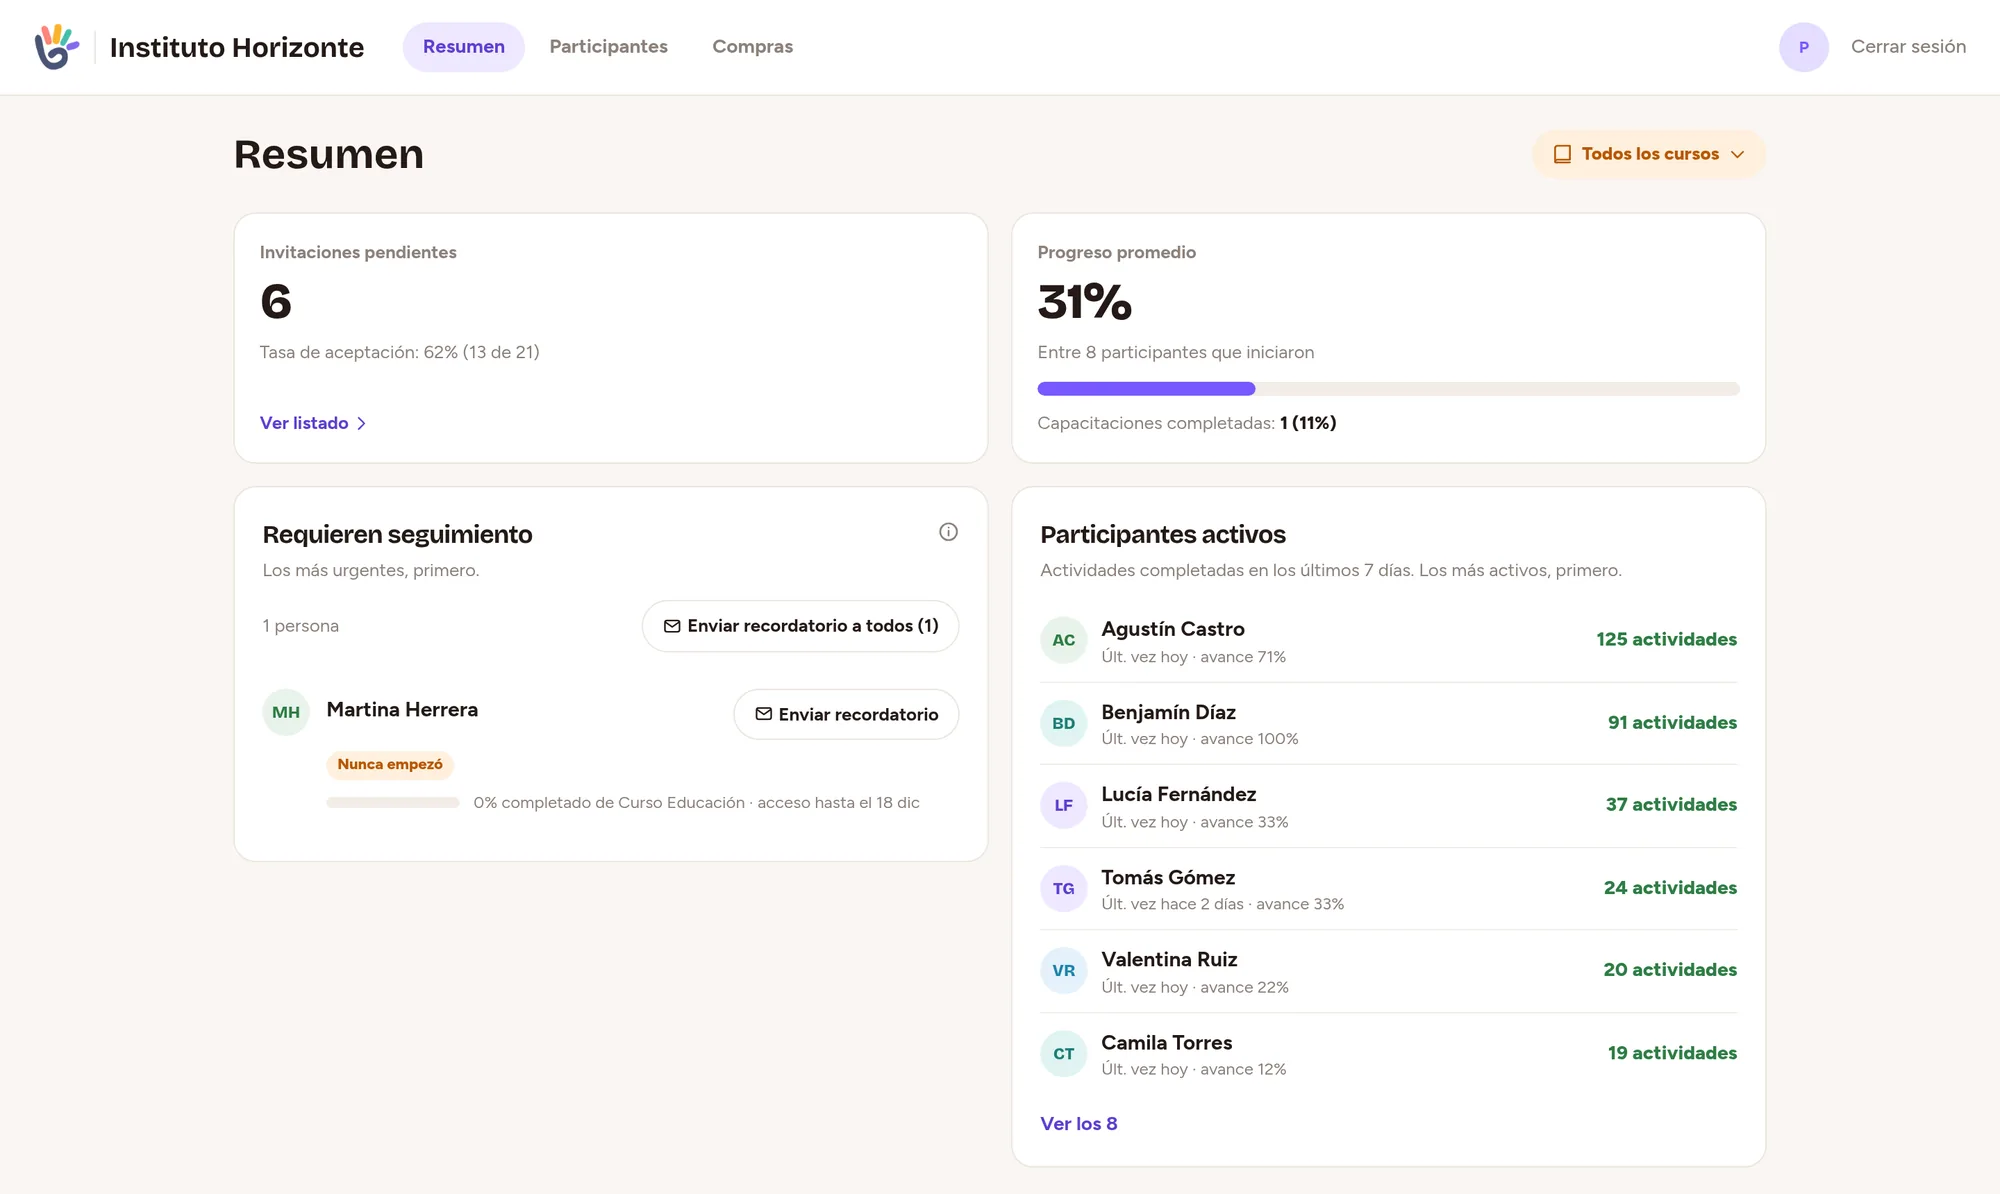 Instituto Horizonte
Resumen
Participantes
Compras
P
Cerrar sesión
Resumen
Todos los cursos
Invitaciones pendientes
6
Tasa de aceptación: 62% (13 de 21)
Ver listado
Progreso promedio
31%
Entre 8 participantes que iniciaron
Capacitaciones completadas: 1 (11%)
Requieren seguimiento
Los más urgentes, primero.
1 persona
Enviar recordatorio a todos (1)
MH
Martina Herrera
Enviar recordatorio
Nunca empezó
0% completado de Curso Educación · acceso hasta el 18 dic
Participantes activos
Actividades completadas en los últimos 7 días. Los más activos, primero.
AC
Agustín Castro
Últ. vez hoy · avance 71%
125 actividades
BD
Benjamín Díaz
Últ. vez hoy · avance 100%
91 actividades
LF
Lucía Fernández
Últ. vez hoy · avance 33%
37 actividades
TG
Tomás Gómez
Últ. vez hace 2 días · avance 33%
24 actividades
VR
Valentina Ruiz
Últ. vez hoy · avance 22%
20 actividades
CT
Camila Torres
Últ. vez hoy · avance 12%
19 actividades
Ver los 8